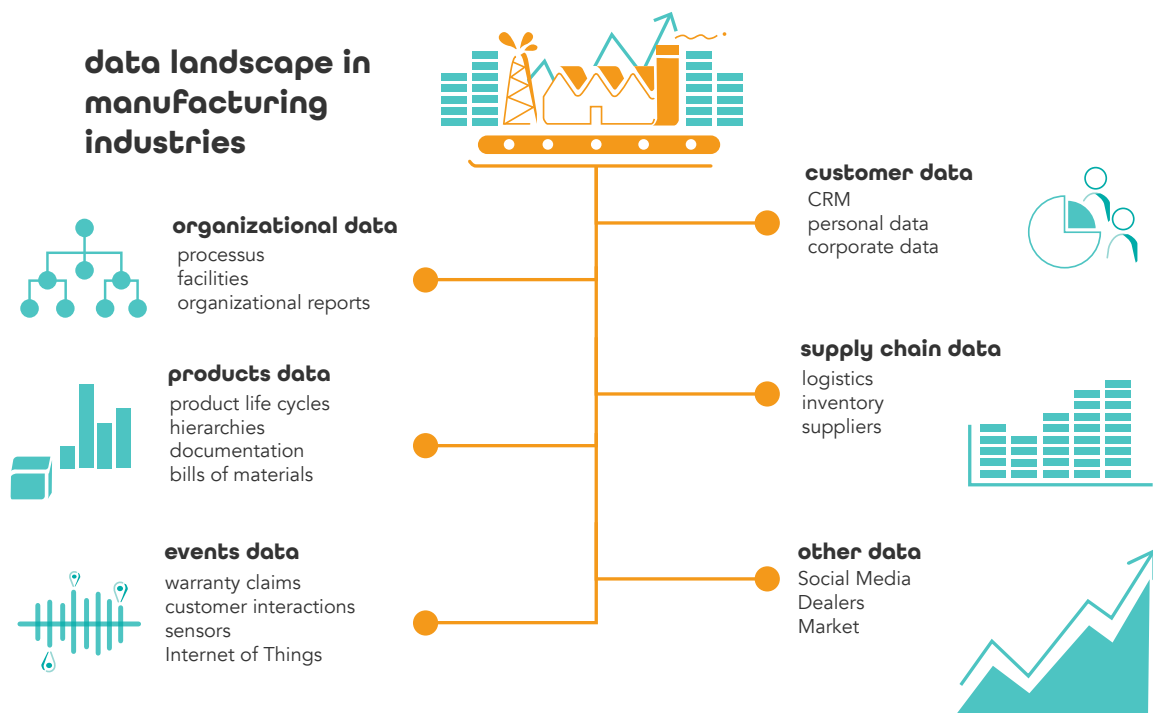 data landscape in
manufacturing
industries
organizational data
processus
facilities
organizational reports
products data
product life cycles
hierarchies
documentation
bills of materials
events data
warranty claims
customer interactions
sensors
Internet of Things
customer data
CRM
personal data
corporate data
supply chain data
logistics
inventory
suppliers
other data
Social Media
Dealers
Market